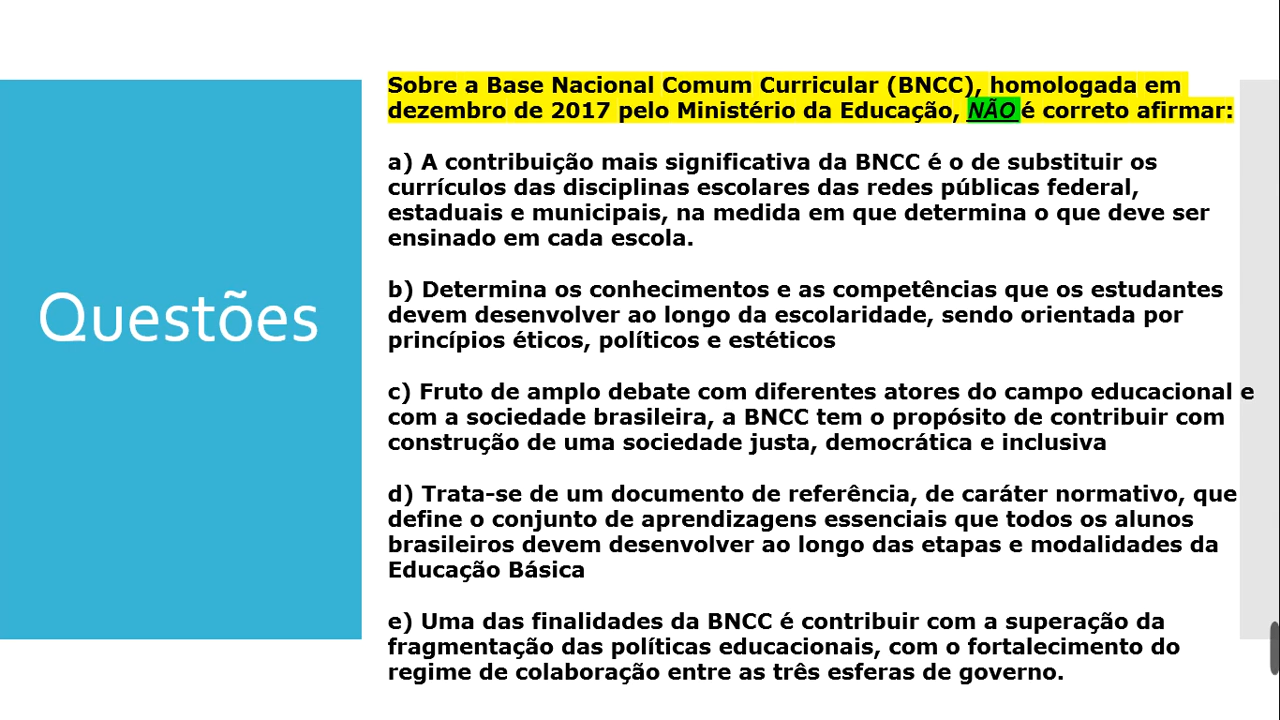 Questões
Sobre a Base Nacional Comum Curricular (BNCC), homologada em
dezembro de 2017 pelo Ministério da Educação, NÃO é correto afirmar:
a) A contribuição mais significativa da BNCC é o de substituir os
currículos das disciplinas escolares das redes públicas federal,
estaduais e municipais, na medida em que determina o que deve ser
ensinado em cada escola.
b) Determina os conhecimentos e as competências que os estudantes
devem desenvolver ao longo da escolaridade, sendo orientada por
princípios éticos, políticos e estéticos
c) Fruto de amplo debate com diferentes atores do campo educacional e
com a sociedade brasileira, a BNCC tem o propósito de contribuir com
construção de uma sociedade justa, democrática e inclusiva
d) Trata-se de um documento de referência, de caráter normativo, que
define o conjunto de aprendizagens essenciais que todos os alunos
brasileiros devem desenvolver ao longo das etapas e modalidades da
Educação Básica
e) Uma das finalidades da BNCC é contribuir com a superação da
fragmentação das políticas educacionais, com o fortalecimento do
regime de colaboração entre as três esferas de governo.